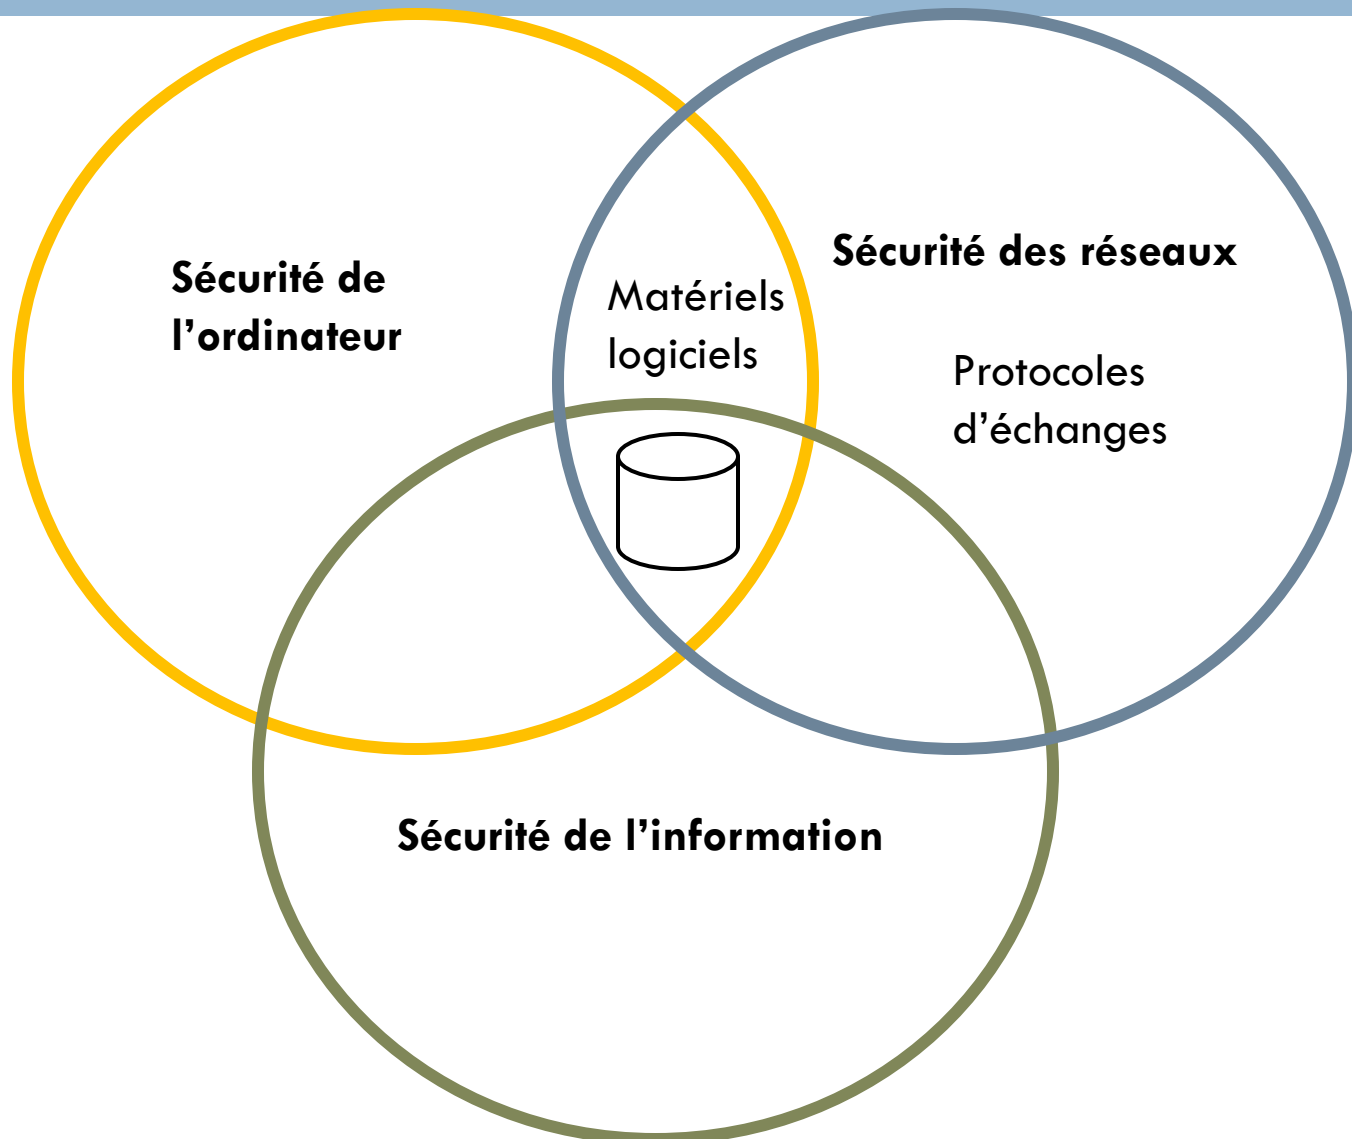 Sécurité de
l’ordinateur
Matériels
logiciels
Sécurité des réseaux
Protocoles
d’échanges
Sécurité de l’information